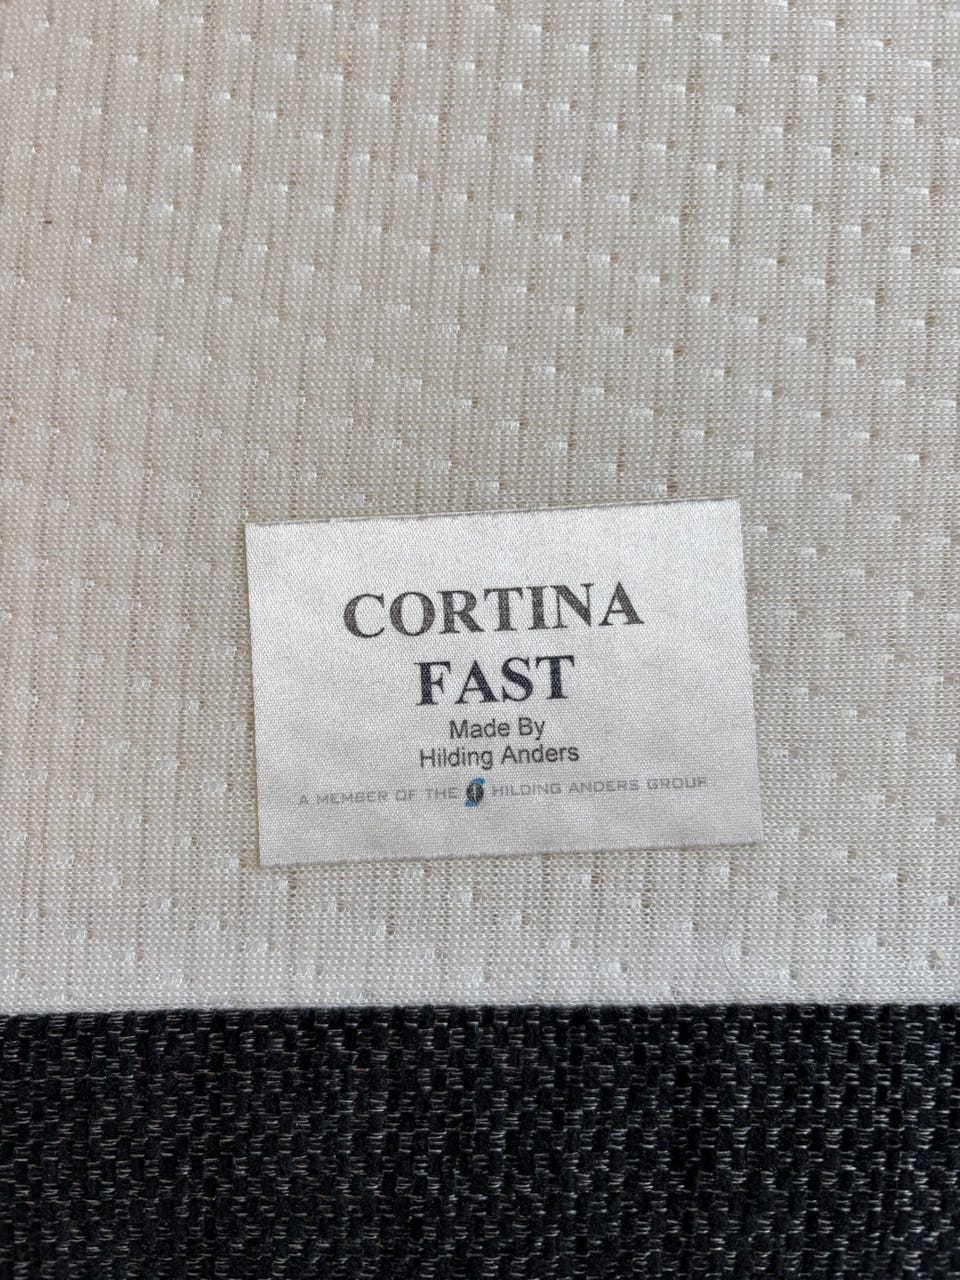 CORTINA
FAST
Made By
Hilding Anders
A MEMBER OF THE HILDING ANDERS GROUP